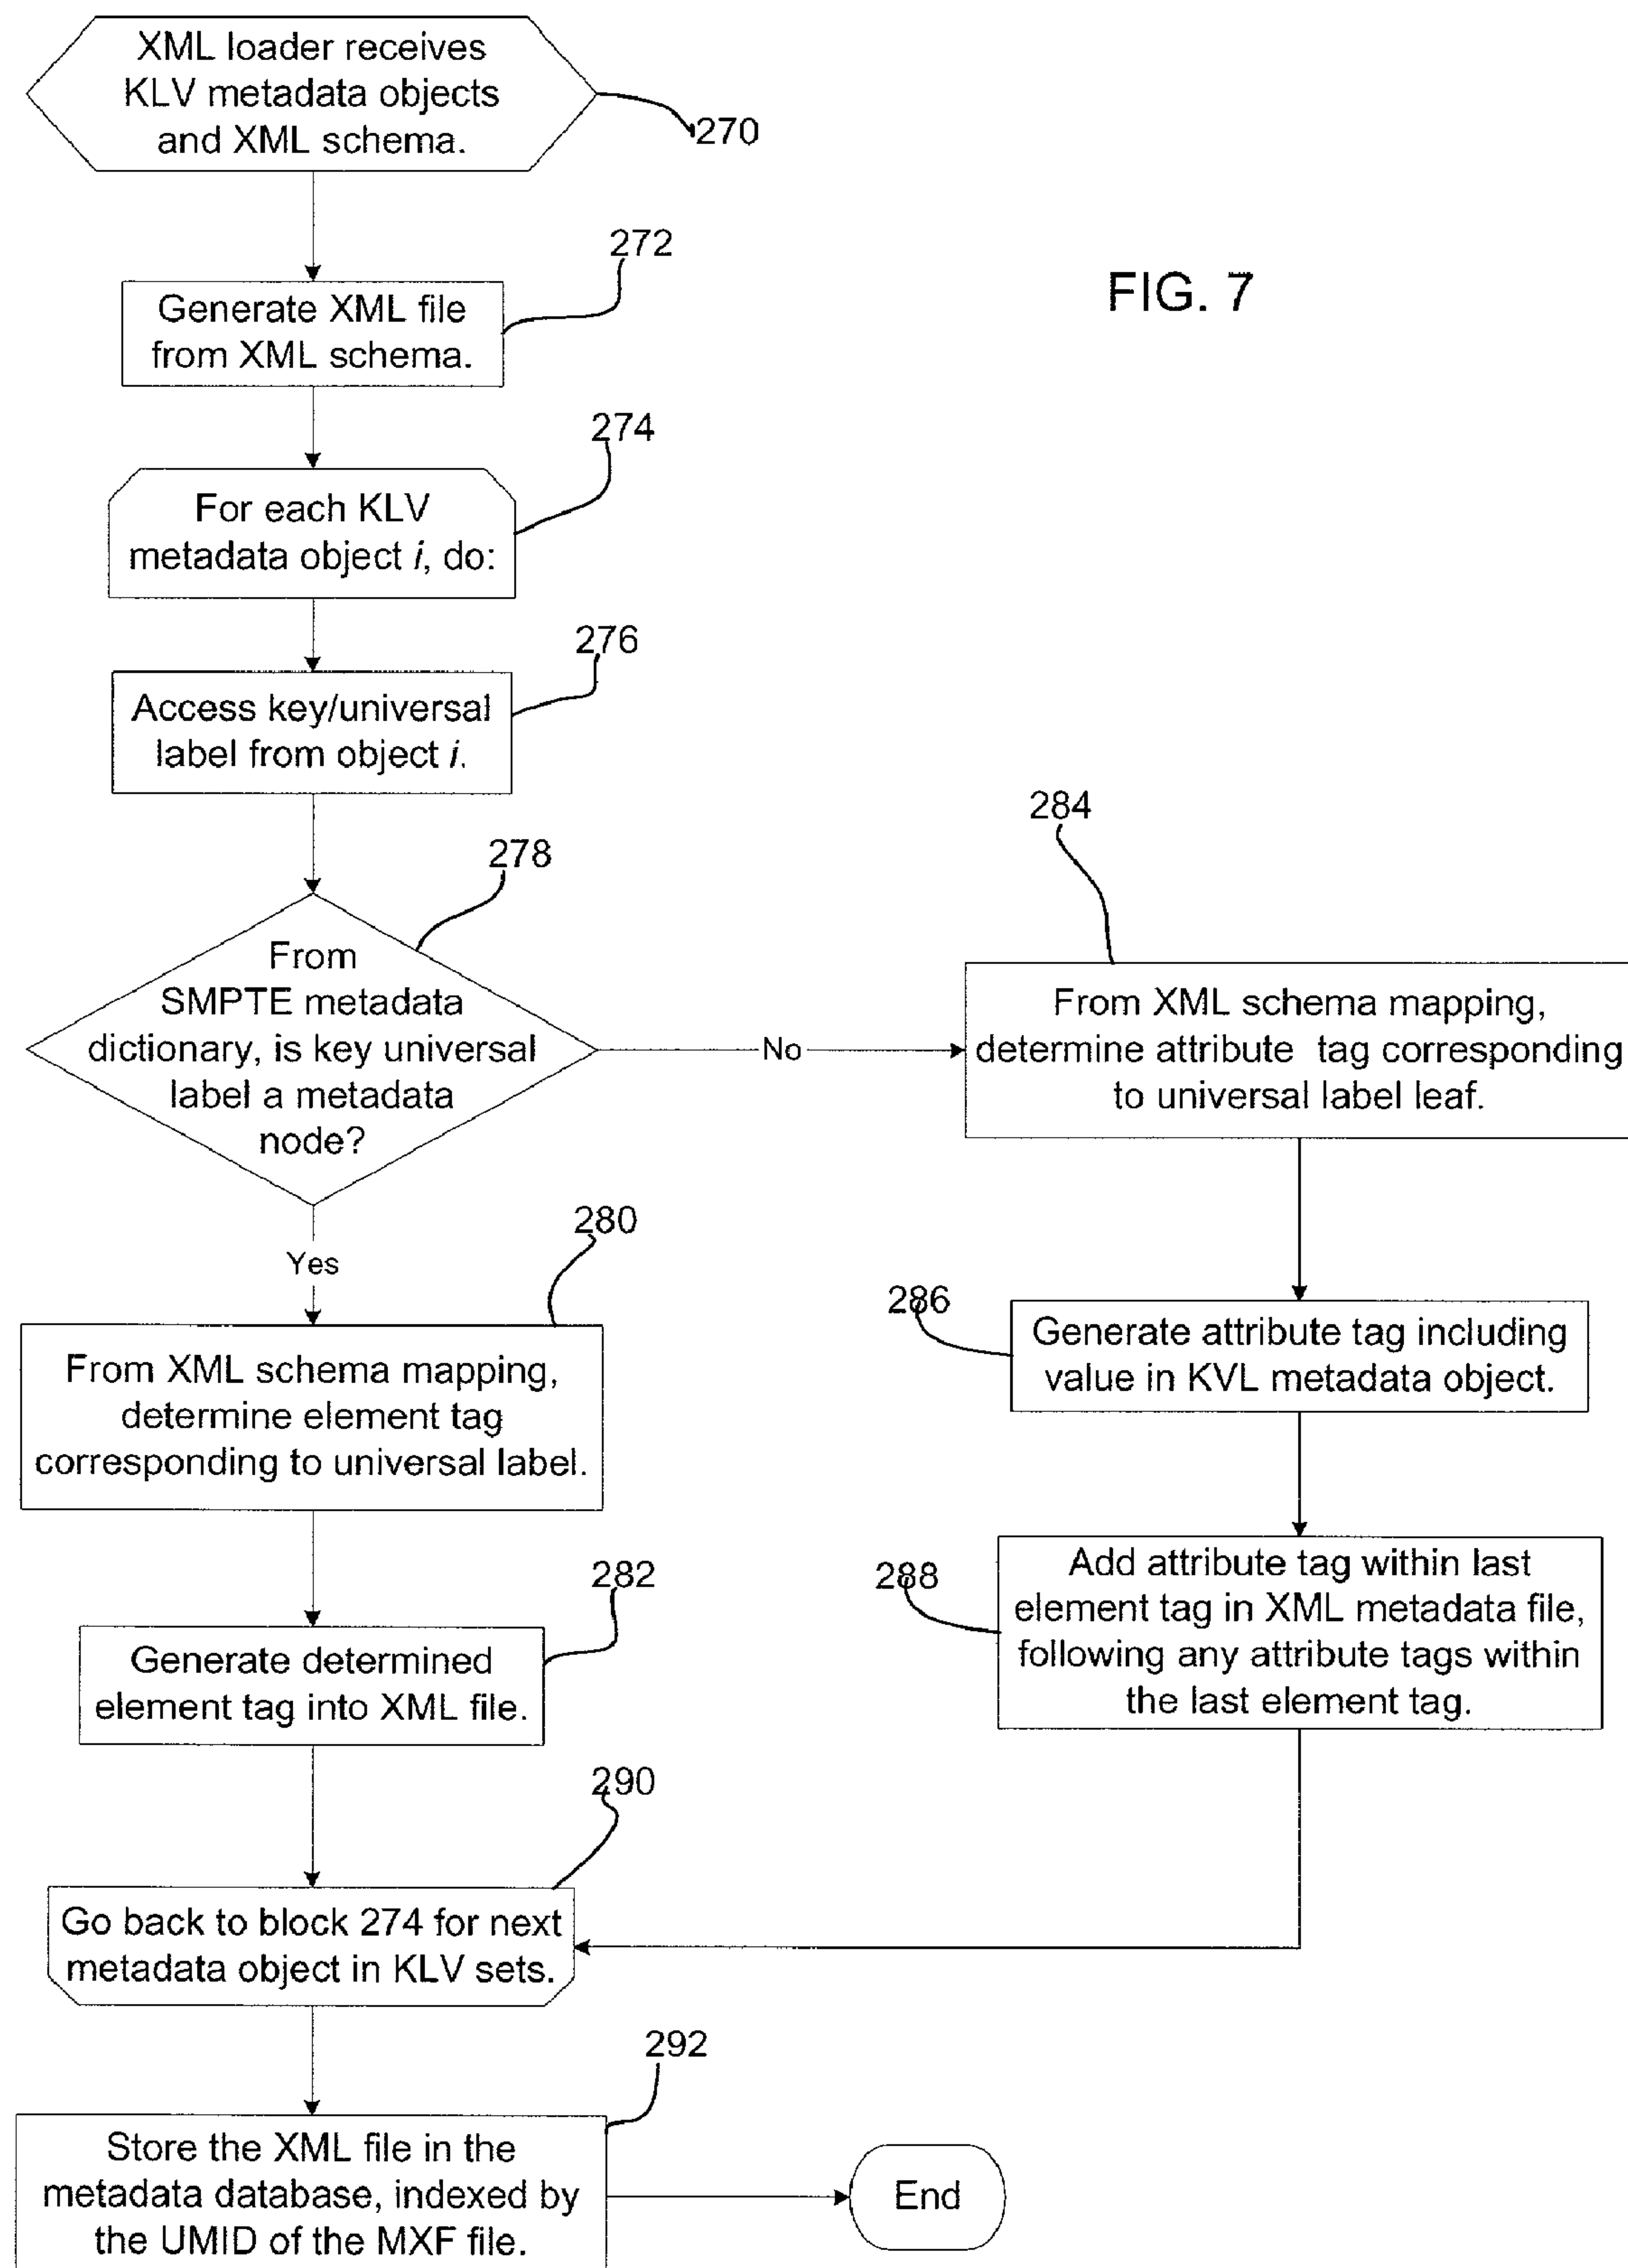 XML loader receives
KLV metadata objects
and XML schema.
270
272
Generate XML file
from XML schema.
FIG. 7
274
For each KLV
metadata object i, do:
276
Access key/universal
label from object i.
278
From
SMPTE metadata
dictionary, is key universal
label a metadata
node?
No
284
From XML schema mapping,
determine attribute tag corresponding
to universal label leaf.
Yes
280
From XML schema mapping,
determine element tag
corresponding to universal label.
286
Generate attribute tag including
value in KVL metadata object.
282
Generate determined
element tag into XML file.
288
Add attribute tag within last
element tag in XML metadata file,
following any attribute tags within
the last element tag.
290
Go back to block 274 for next
metadata object in KLV sets.
292
Store the XML file in the
metadata database, indexed by
the UMID of the MXF file.
End